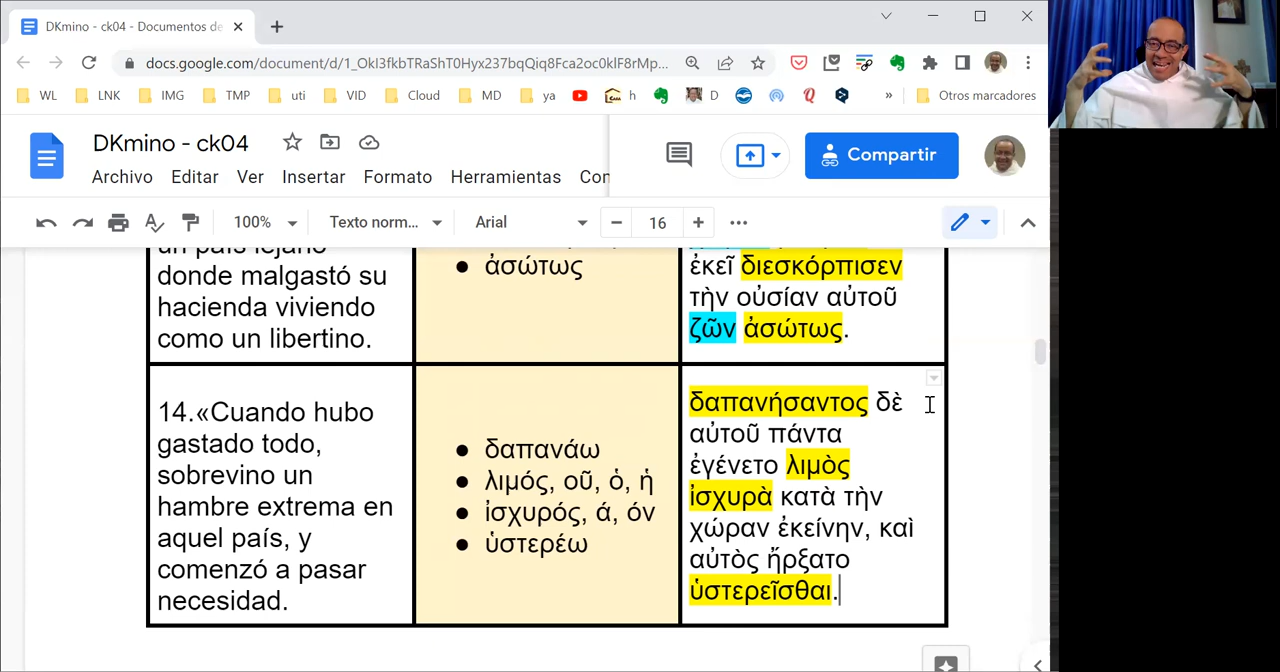 DKmino - ck04 - Documentos de
docs.google.com/document/d/1_OkI3fkbTRaShT0Hyx237bqQiq8Fca2oc0klF8rMp...
WL LNK IMG TMP uti VID Cloud MD ya h D » Otros marcadores
DKmino - ck04
Compartir
Archivo Editar Ver Insertar Formato Herramientas Con
100% Texto norm... Arial 16
un país lejano
donde malgastó su
hacienda viviendo
como un libertino.
ἀσώτως
ἐκεῖ διεσκόρπισεν
τὴν οὐσίαν αὐτοῦ
ζῶν ἀσώτως.
14.«Cuando hubo
gastado todo,
sobrevino un
hambre extrema en
aquel país, y
comenzó a pasar
necesidad.
δαπανάω
λιμός, οῦ, ὁ, ἡ
ἰσχυρός, ά, όν
ὑστερέω
δαπανήσαντος δὲ
αὐτοῦ πάντα
ἐγένετο λιμὸς
ἰσχυρὰ κατὰ τὴν
χώραν ἐκείνην, καὶ
αὐτὸς ἤρξατο
ὑστερεῖσθαι.